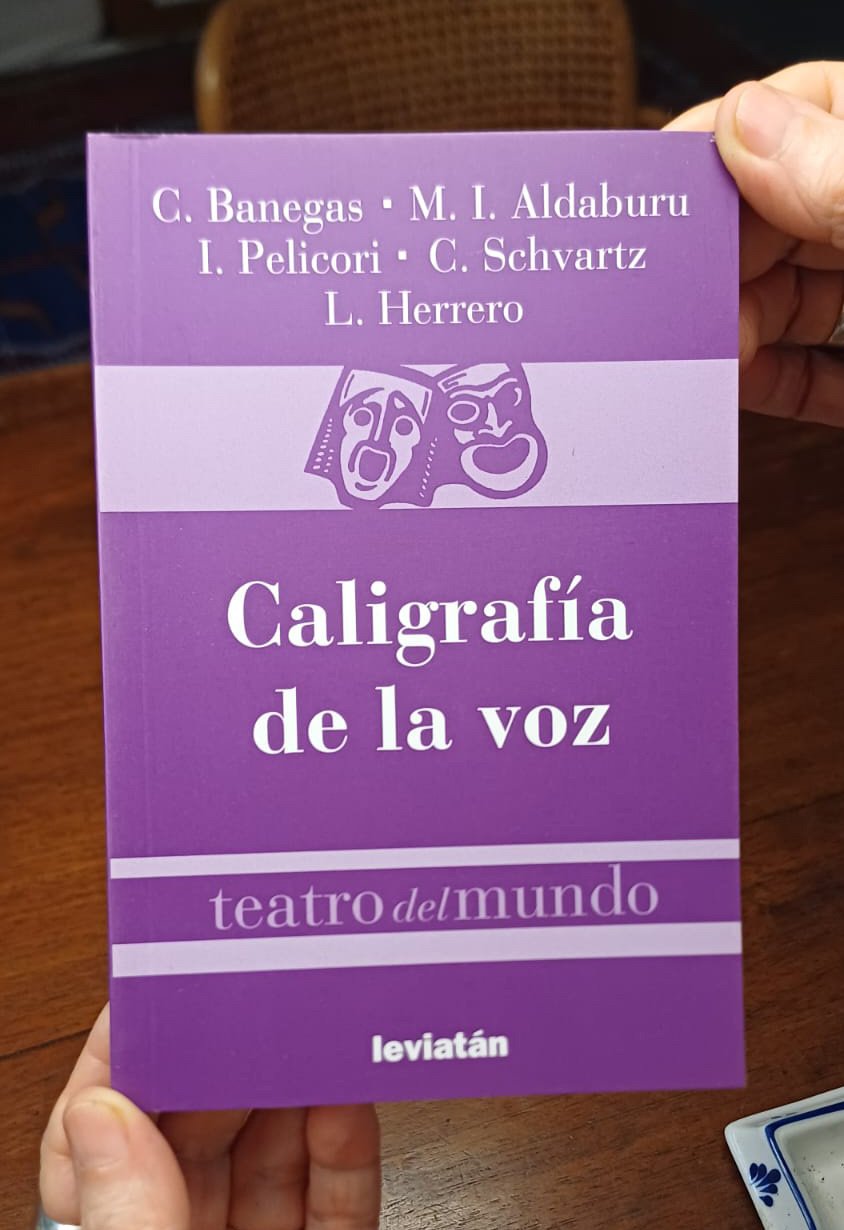 C. Banegas ▪ M. I. Aldaburu
I. Pelicori ▪ C. Schvartz
L. Herrero
Caligrafía
de la voz
teatro del mundo
leviatán